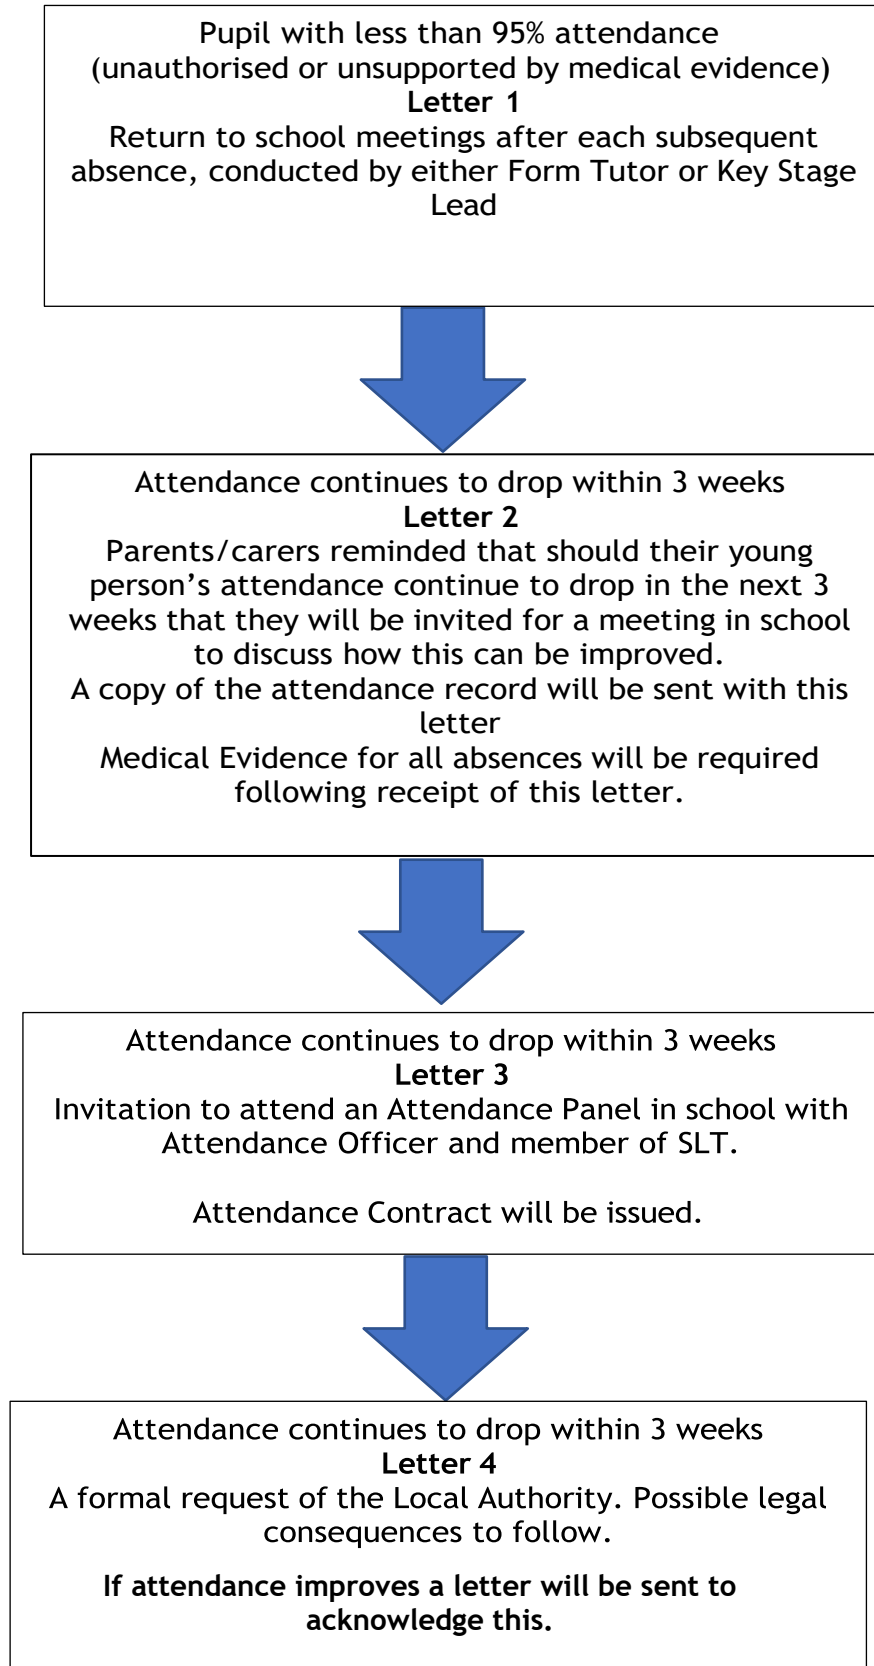 Pupil with less than 95% attendance
(unauthorised or unsupported by medical evidence)
Letter 1
Return to school meetings after each subsequent
absence, conducted by either Form Tutor or Key Stage
Lead
Attendance continues to drop within 3 weeks
Letter 2
Parents/carers reminded that should their young
person’s attendance continue to drop in the next 3
weeks that they will be invited for a meeting in school
to discuss how this can be improved.
A copy of the attendance record will be sent with this
letter
Medical Evidence for all absences will be required
following receipt of this letter.
Attendance continues to drop within 3 weeks
Letter 3
Invitation to attend an Attendance Panel in school with
Attendance Officer and member of SLT.
Attendance Contract will be issued.
Attendance continues to drop within 3 weeks
Letter 4
A formal request of the Local Authority. Possible legal
consequences to follow.
If attendance improves a letter will be sent to
acknowledge this.